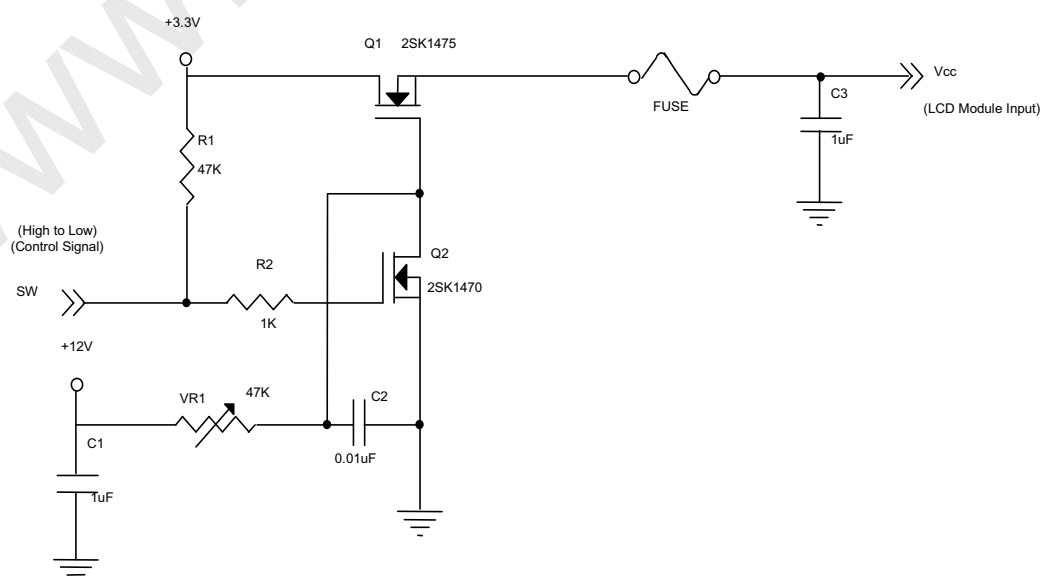 +3.3V
Q1 2SK1475
Vcc
C3
(LCD Module Input)
FUSE
R1
1uF
47K
(High to Low)
(Control Signal)
Q2
R2
2SK1470
SW
1K
+12V
VR1
47K
C2
C1
0.01uF
1uF